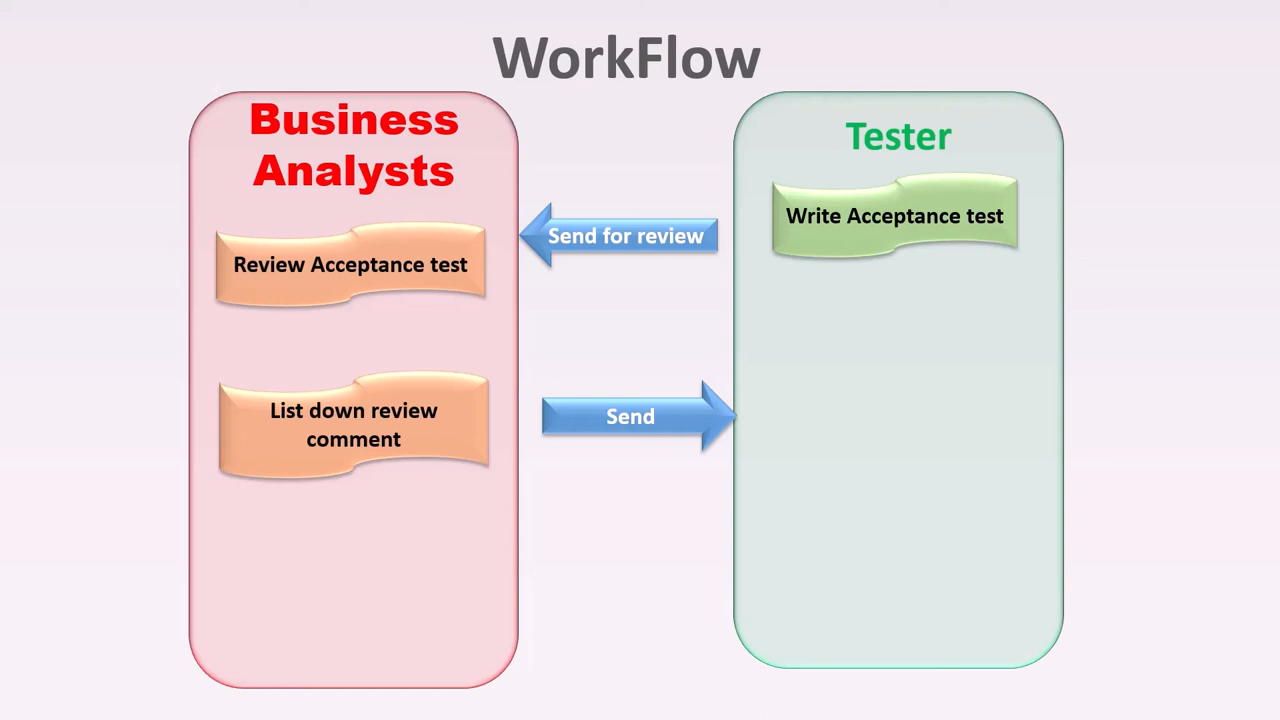 WorkFlow
Business
Analysts
Tester
Write Acceptance test
Send for review
Review Acceptance test
List down review
comment
Send